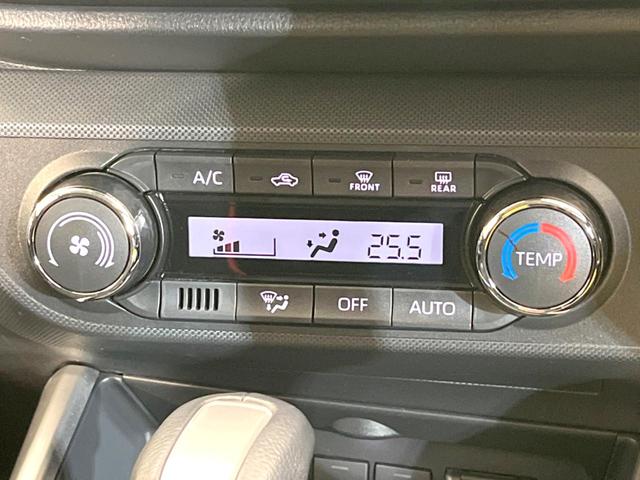 A/C
FRONT
REAR
25.5
TEMP
OFF
AUTO